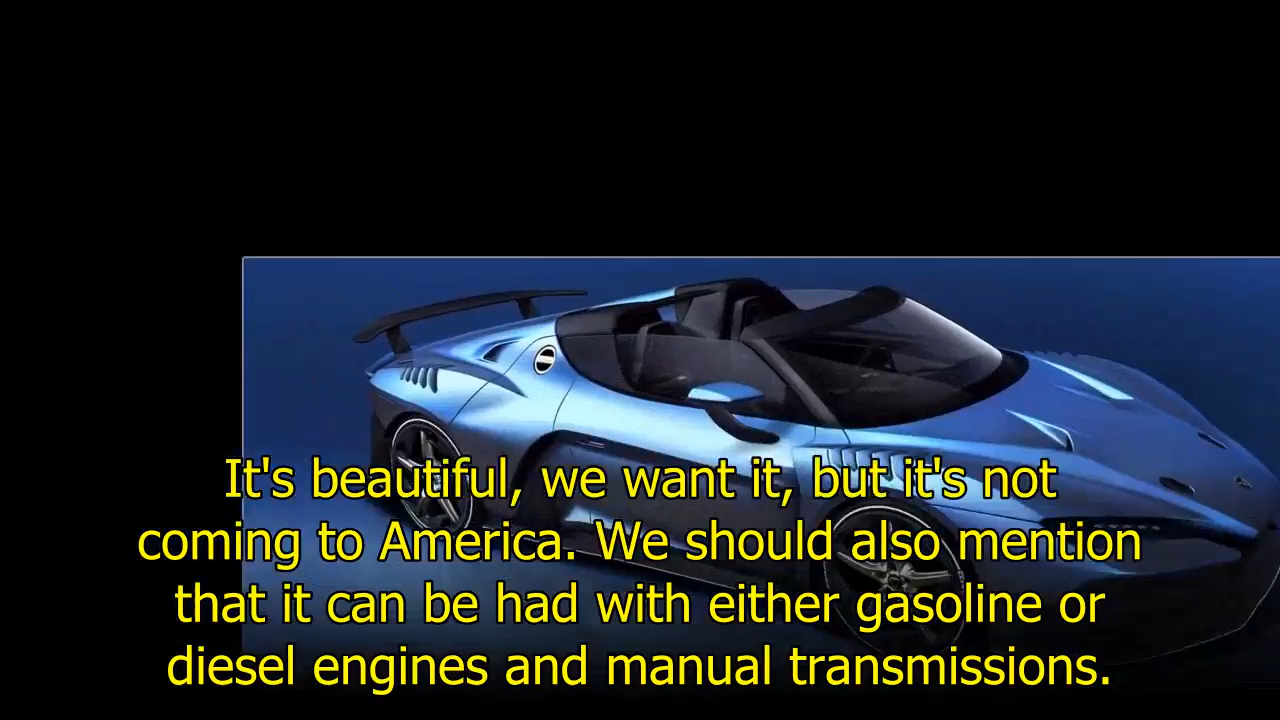 It's beautiful, we want it, but it's not
coming to America. We should also mention
that it can be had with either gasoline or
diesel engines and manual transmissions.